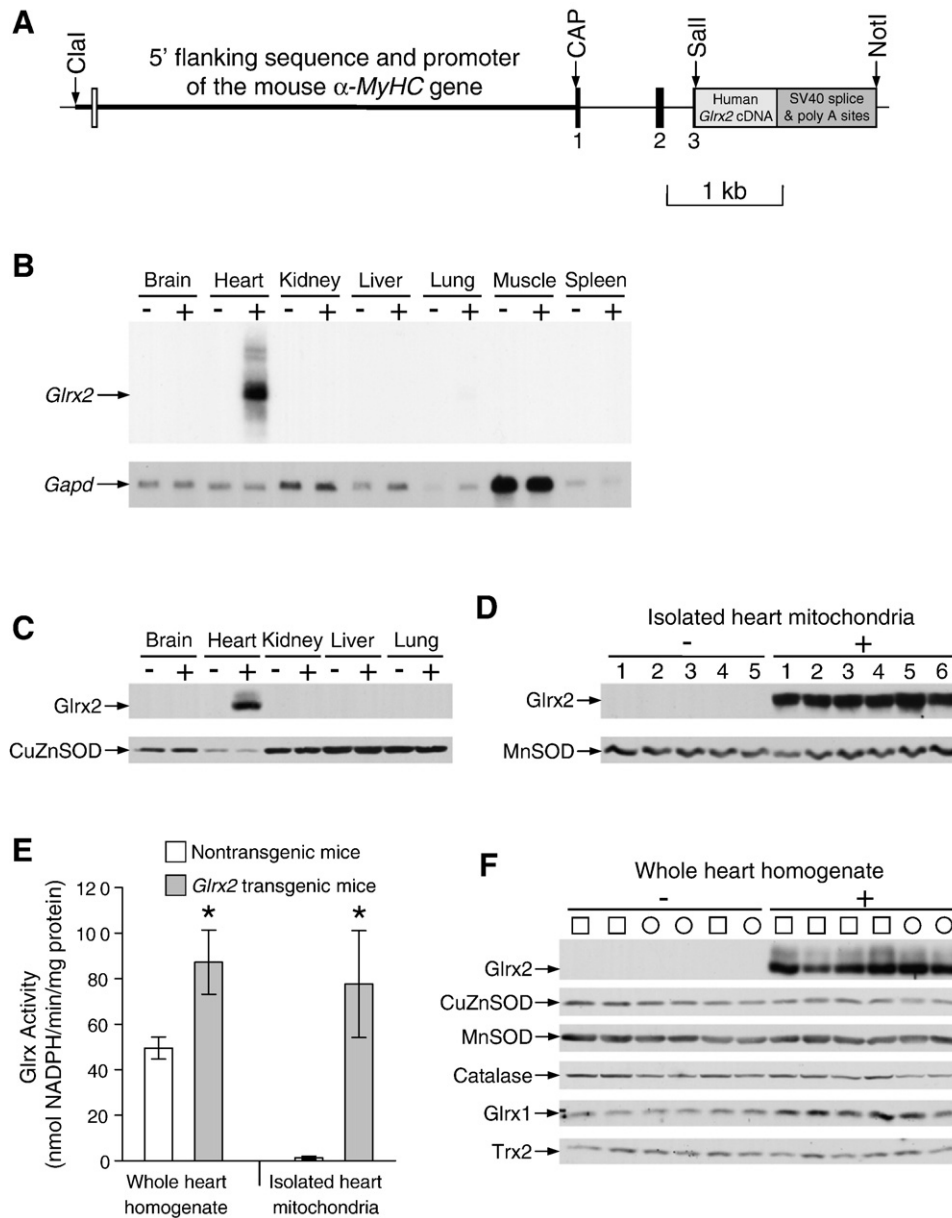 A
ClaI
5' flanking sequence and promoter
of the mouse α-MyHC gene
CAP
SalI
NotI
Human
Glrx2 cDNA
SV40 splice
& poly A sites
1
2
3
1 kb
B
Brain Heart Kidney Liver Lung Muscle Spleen
- + - + - + - + - + - + - +
Glrx2
Gapd
C
Brain Heart Kidney Liver Lung
- + - + - + - + - +
Glrx2
CuZnSOD
D
Isolated heart mitochondria
- +
1 2 3 4 5 1 2 3 4 5 6
Glrx2
MnSOD
E
Nontransgenic mice
Glrx2 transgenic mice
Glrx Activity
(nmol NADPH/min/mg protein)
120
100
80
60
40
20
0
* *
Whole heart
homogenate
Isolated heart
mitochondria
F
Whole heart homogenate
- +
Glrx2
CuZnSOD
MnSOD
Catalase
Glrx1
Trx2